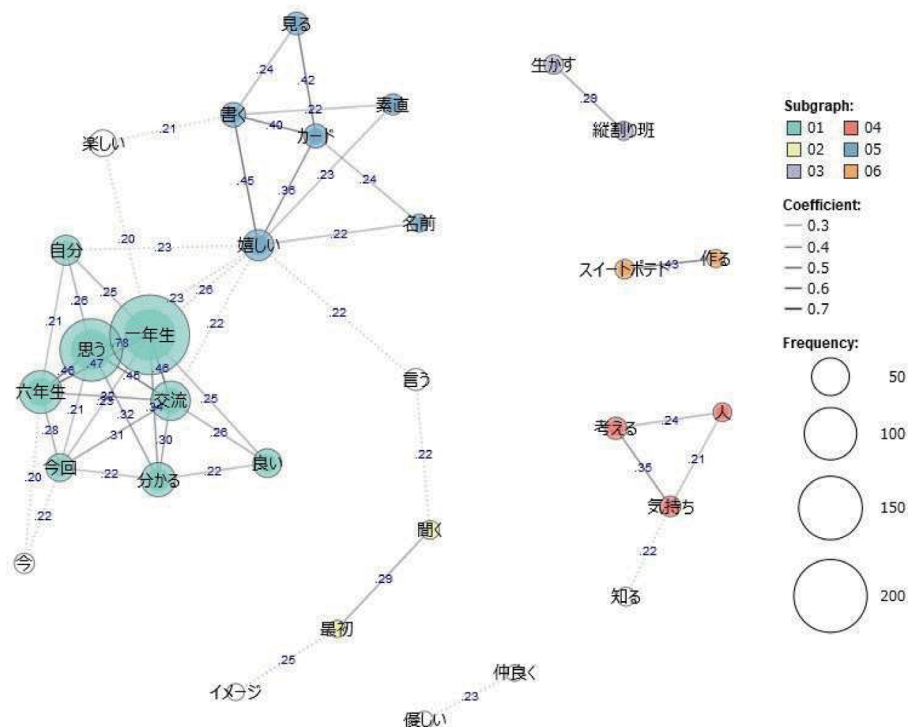 見る
.24
.42
書く
.22
素直
.40
カード
.21
楽しい
.45
.36
.23
.24
名前
.22
嬉しい
.20
自分
.23
.25
.26
.23
.26
.22
.21
一年生
.78
思う
.46
.47
.46
.46
六年生
交流
.21
.23
.32
.32
.34
.25
.28
.31
.30
.26
今回
.22
分かる
.22
良い
.20
.22
今
.22
言う
.22
聞く
.29
最初
.25
イメージ
仲良く
.23
優しい
生かす
.29
縦割り班
スイートポテト
.43
作る
考える
.24
人
.35
.21
気持ち
.22
知る
Subgraph:
01 04
02 05
03 06
Coefficient:
0.3
0.4
0.5
0.6
0.7
Frequency:
50
100
150
200